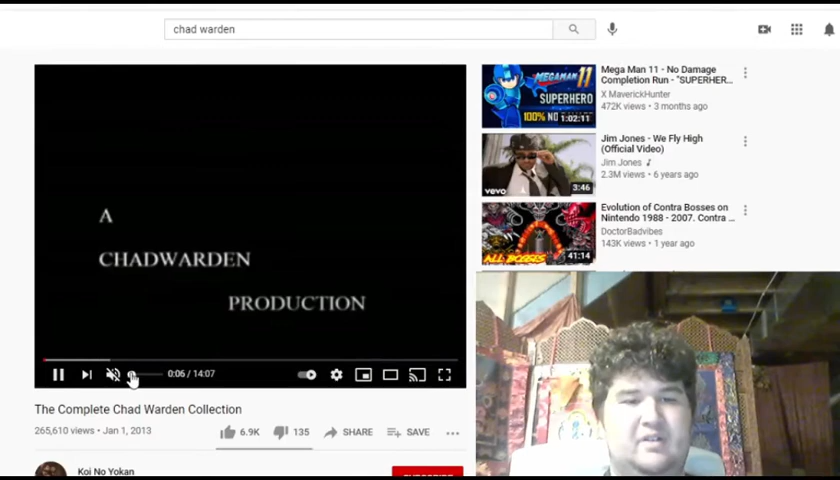 chad warden
A
CHADWARDEN
PRODUCTION
0:06 / 14:07
The Complete Chad Warden Collection
265,610 views • Jan 1, 2013
6.9K
135
SHARE
SAVE
Koi No Yokan
MEGAMAN 11
SUPERHERO
1:02:11
Mega Man 11 - No Damage
Completion Run - "SUPERHER...
X MaverickHunter
472K views • 3 months ago
vevo
3:46
Jim Jones - We Fly High
(Official Video)
Jim Jones
2.3M views • 6 years ago
ALL BOSSES
41:14
Evolution of Contra Bosses on
Nintendo 1988 - 2007. Contra ...
DoctorBadvibes
143K views • 1 year ago